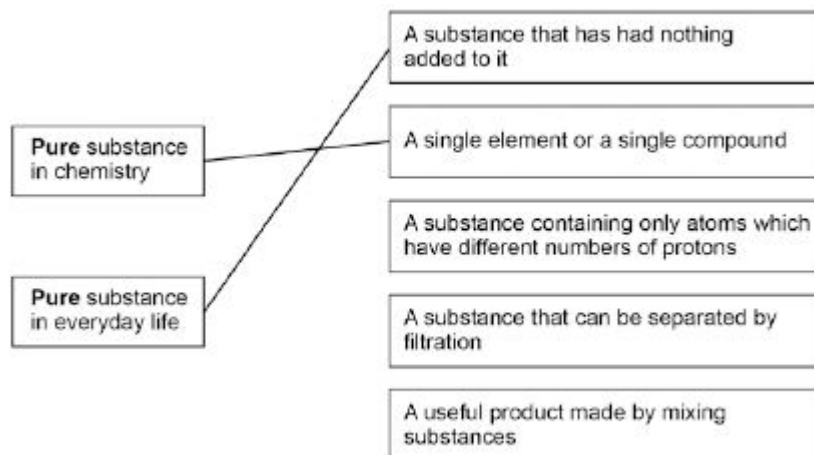 Pure substance
in chemistry
Pure substance
in everyday life
A substance that has had nothing
added to it
A single element or a single compound
A substance containing only atoms which
have different numbers of protons
A substance that can be separated by
filtration
A useful product made by mixing
substances